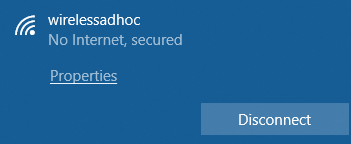 wirelessadhoc
No Internet, secured
Properties
Disconnect